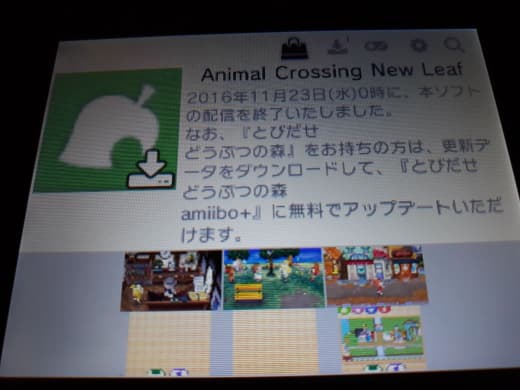 Animal Crossing New Leaf
2016年11月23日(水)0時に、本ソフト
の配信を終了いたしました。
なお、『とびだせ
どうぶつの森』をお持ちの方は、更新デ
ータをダウンロードして、『とびだせ
どうぶつの森
amiibo+』に無料でアップデートいただ
けます。